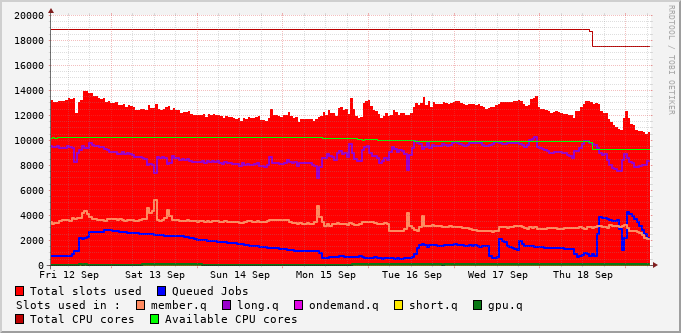 20000
18000
16000
14000
12000
10000
8000
6000
4000
2000
0
Fri 12 Sep Sat 13 Sep Sun 14 Sep Mon 15 Sep Tue 16 Sep Wed 17 Sep Thu 18 Sep
Total slots used Queued Jobs
Slots used in : member.q long.q ondemand.q short.q gpu.q
Total CPU cores Available CPU cores
RRDTOOL / TOBI OETIKER